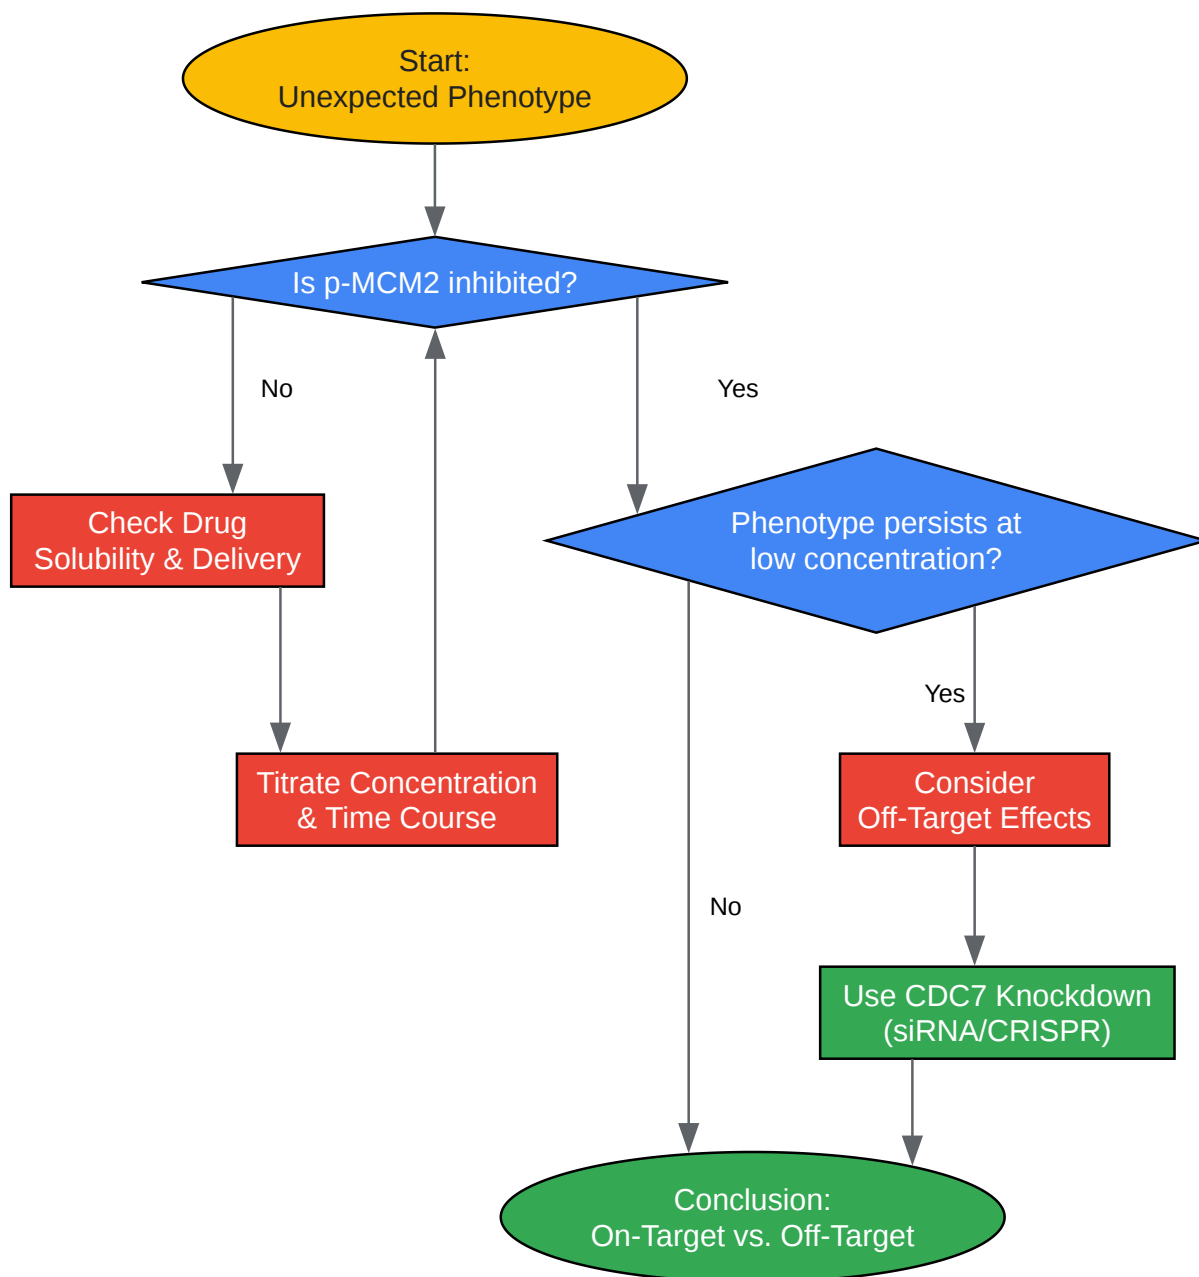 Start:
Unexpected Phenotype
Is p-MCM2 inhibited?
No
Yes
Check Drug
Solubility & Delivery
Phenotype persists at
low concentration?
Yes
Titrate Concentration
& Time Course
Consider
Off-Target Effects
No
Use CDC7 Knockdown
(siRNA/CRISPR)
Conclusion:
On-Target vs. Off-Target